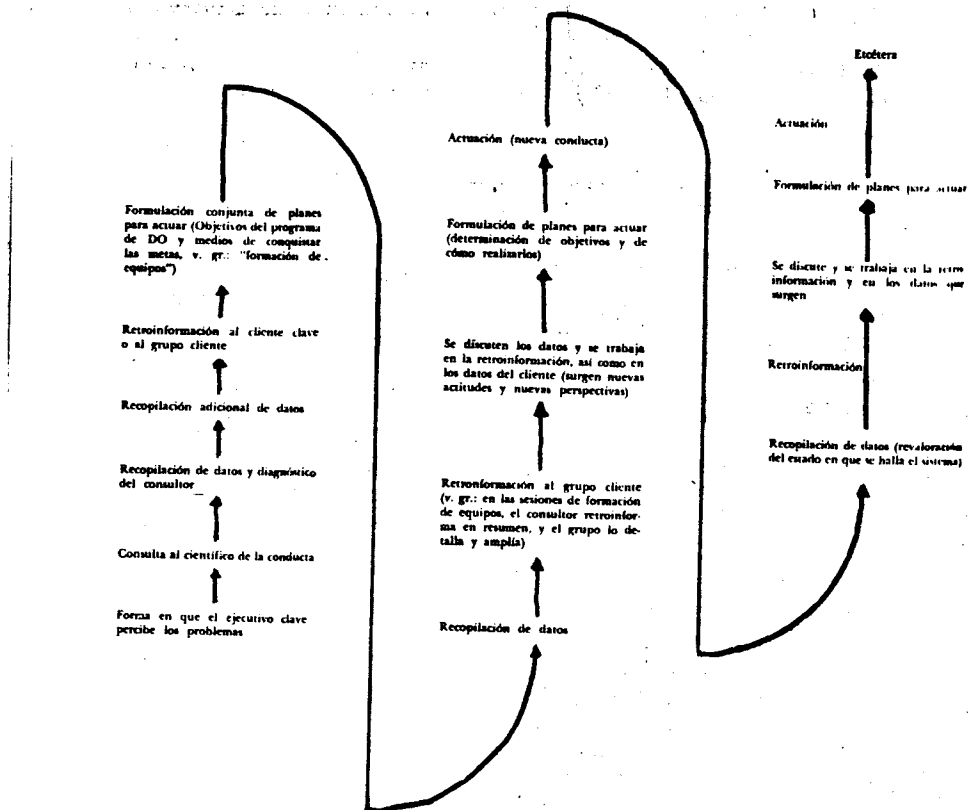 Formulación conjunta de planes
para actuar (Objetivos del programa
de DO y medios de conquistar
las metas, v. gr.: "formación de
equipos")
Retroinformación al cliente clave
o al grupo cliente
Recopilación adicional de datos
Recopilación de datos y diagnóstico
del consultor
Consulta al científico de la conducta
Forma en que el ejecutivo clave
percibe los problemas
Actuación (nueva conducta)
Formulación de planes para actuar
(determinación de objetivos y de
cómo realizarlos)
Se discuten los datos y se trabaja
en la retroinformación, así como en
los datos del cliente (surgen nuevas
actitudes y nuevas perspectivas)
Retronformación al grupo cliente
(v. gr.: en las sesiones de formación
de equipos, el consultor retroinfor-
ma en resumen, y el grupo lo de-
talla y amplía)
Recopilación de datos
Etcétera
Actuación
Formulación de planes para actuar
Se discute y se trabaja en la retro
información y en los datos que
surgen
Retroinformación
Recopilación de datos (revaloración
del estado en que se halla el sistema)